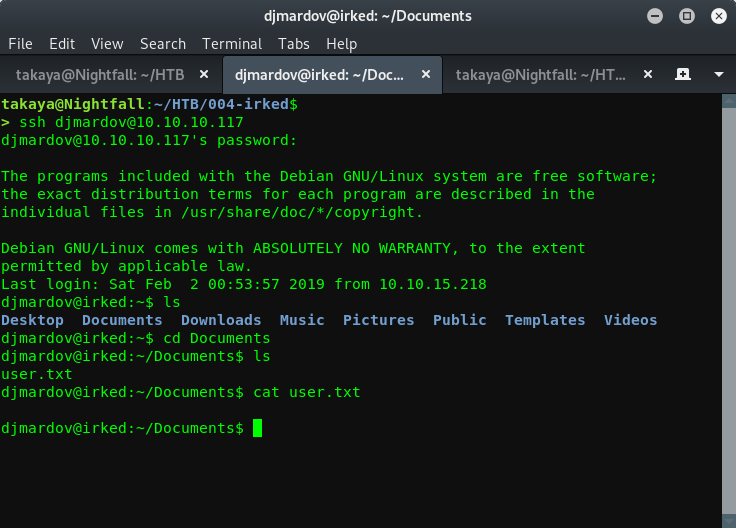 djmardov@irked: ~/Documents
File Edit View Search Terminal Tabs Help
takaya@Nightfall: ~/HTB × djmardov@irked: ~/Doc... × takaya@Nightfall: ~/HT... ×
takaya@Nightfall:~/HTB/004-irked$
> ssh djmardov@10.10.10.117
djmardov@10.10.10.117's password:
The programs included with the Debian GNU/Linux system are free software;
the exact distribution terms for each program are described in the
individual files in /usr/share/doc/*/copyright.
Debian GNU/Linux comes with ABSOLUTELY NO WARRANTY, to the extent
permitted by applicable law.
Last login: Sat Feb  2 00:53:57 2019 from 10.10.15.218
djmardov@irked:~$ ls
Desktop  Documents  Downloads  Music  Pictures  Public  Templates  Videos
djmardov@irked:~$ cd Documents
djmardov@irked:~/Documents$ ls
user.txt
djmardov@irked:~/Documents$ cat user.txt
djmardov@irked:~/Documents$